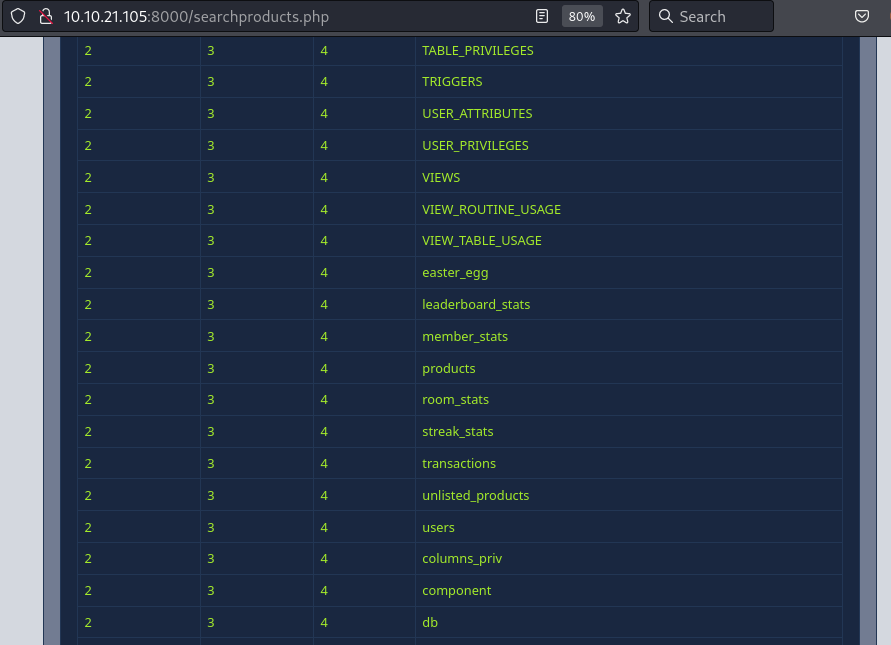 10.10.21.105:8000/searchproducts.php 80% Search
2 3 4 TABLE_PRIVILEGES
2 3 4 TRIGGERS
2 3 4 USER_ATTRIBUTES
2 3 4 USER_PRIVILEGES
2 3 4 VIEWS
2 3 4 VIEW_ROUTINE_USAGE
2 3 4 VIEW_TABLE_USAGE
2 3 4 easter_egg
2 3 4 leaderboard_stats
2 3 4 member_stats
2 3 4 products
2 3 4 room_stats
2 3 4 streak_stats
2 3 4 transactions
2 3 4 unlisted_products
2 3 4 users
2 3 4 columns_priv
2 3 4 component
2 3 4 db